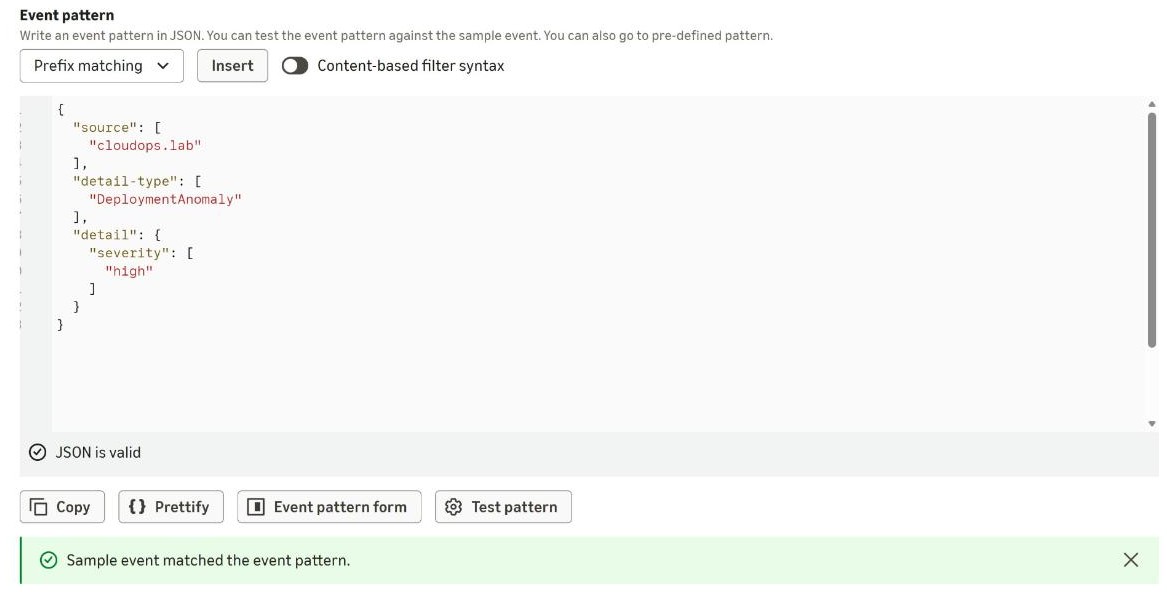 Event pattern
Write an event pattern in JSON. You can test the event pattern against the sample event. You can also go to pre-defined pattern.
Prefix matching Insert Content-based filter syntax
{
"source": [
"cloudops.lab"
],
"detail-type": [
"DeploymentAnomaly"
],
"detail": {
"severity": [
"high"
]
}
}
JSON is valid
Copy {} Prettify Event pattern form Test pattern
Sample event matched the event pattern.